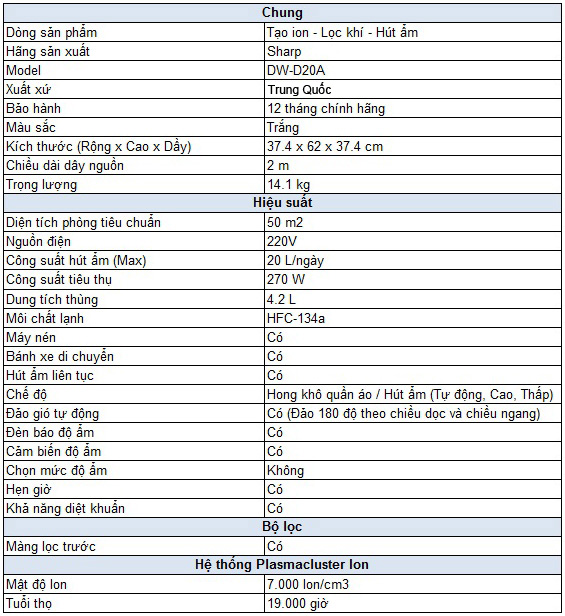 Chung
Dòng sản phẩm Tạo ion - Lọc khí - Hút ẩm
Hãng sản xuất Sharp
Model DW-D20A
Xuất xứ Trung Quốc
Bảo hành 12 tháng chính hãng
Màu sắc Trắng
Kích thước (Rộng x Cao x Dầy) 37.4 x 62 x 37.4 cm
Chiều dài dây nguồn 2 m
Trọng lượng 14.1 kg
Hiệu suất
Diện tích phòng tiêu chuẩn 50 m2
Nguồn điện 220V
Công suất hút ẩm (Max) 20 L/ngày
Công suất tiêu thụ 270 W
Dung tích thùng 4.2 L
Môi chất lạnh HFC-134a
Máy nén Có
Bánh xe di chuyển Có
Hút ẩm liên tục Có
Chế độ Hong khô quần áo / Hút ẩm (Tự động, Cao, Thấp)
Đảo gió tự động Có (Đảo 180 độ theo chiều dọc và chiều ngang)
Đèn báo độ ẩm Có
Cảm biến độ ẩm Có
Chọn mức độ ẩm Không
Hẹn giờ Có
Khả năng diệt khuẩn Có
Bộ lọc
Màng lọc trước Có
Hệ thống Plasmacluster Ion
Mật độ Ion 7.000 Ion/cm3
Tuổi thọ 19.000 giờ